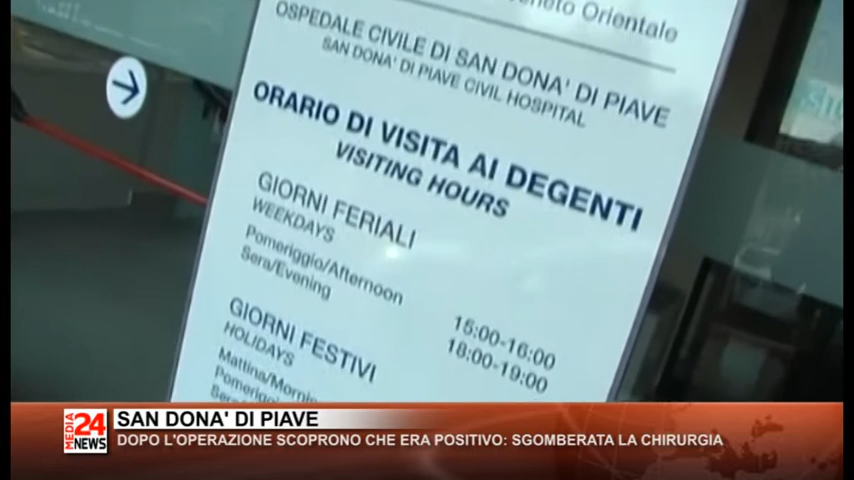 Orientale
OSPEDALE CIVILE DI SAN DONA' DI PIAVE
SAN DONA' DI PIAVE CIVIL HOSPITAL
ORARIO DI VISITA AI DEGENTI
VISITING HOURS
GIORNI FERIALI
WEEKDAYS
Pomeriggio/Afternoon 15:00-16:00
Sera/Evening 18:00-19:00
GIORNI FESTIVI
HOLIDAYS
Mattina/Mornin
MEDIA 24 NEWS
SAN DONA' DI PIAVE
DOPO L'OPERAZIONE SCOPRONO CHE ERA POSITIVO: SGOMBERATA LA CHIRURGIA